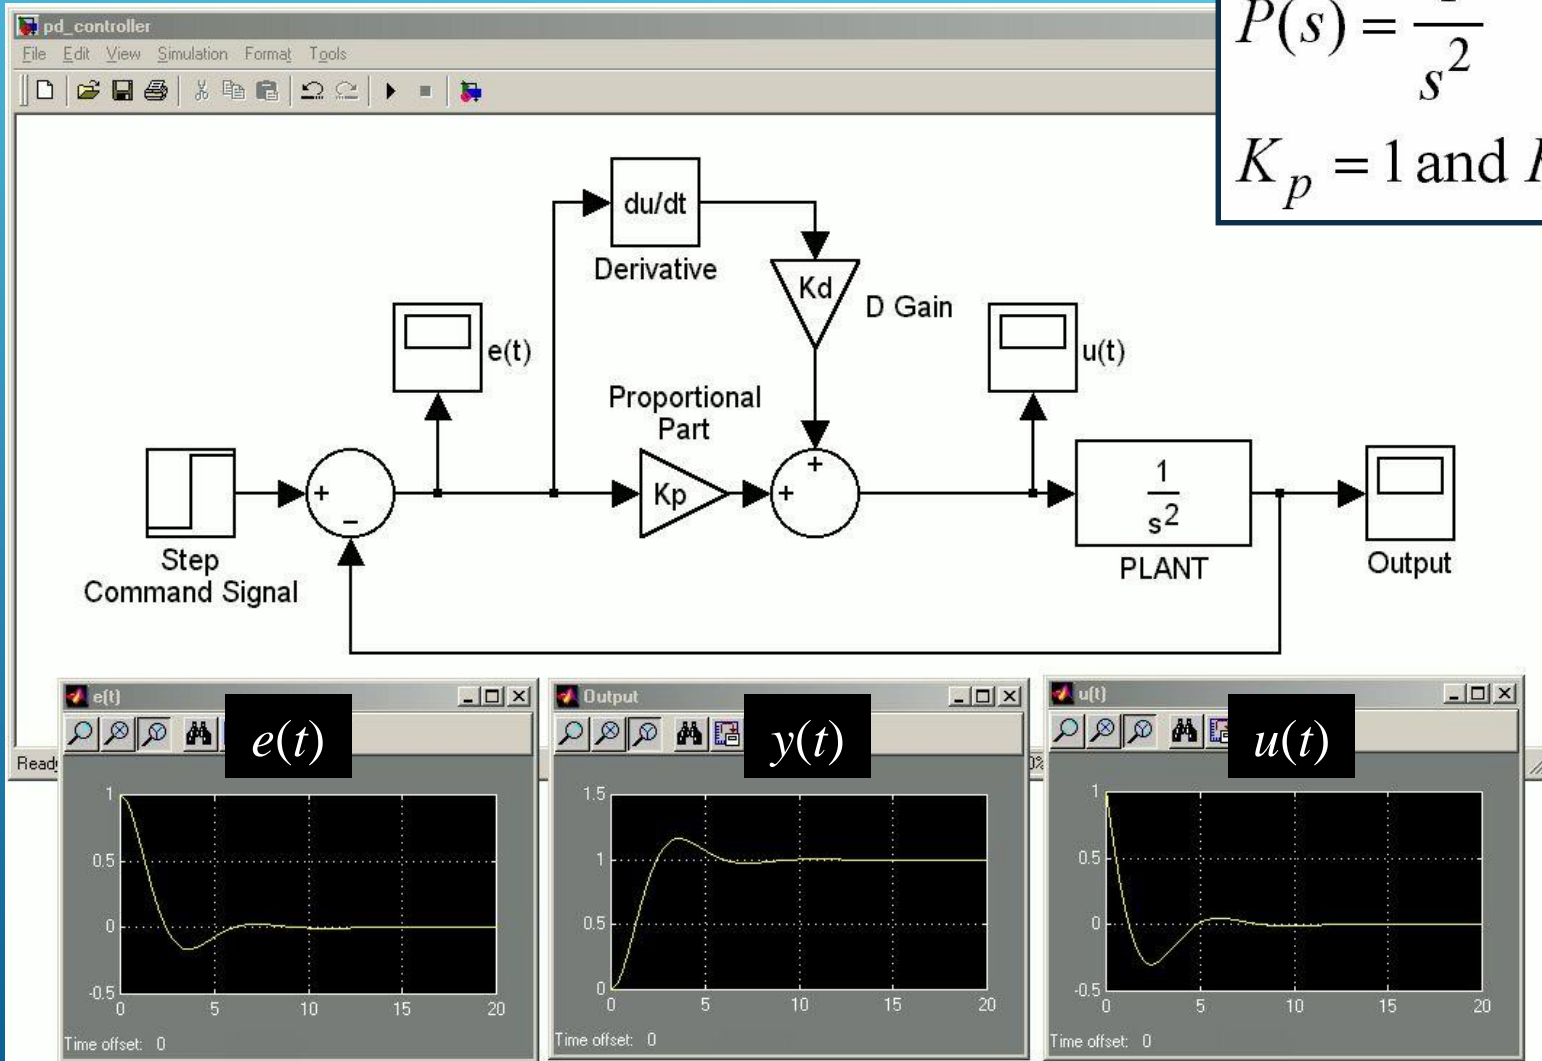 pd_controller
File Edit View Simulation Format Tools
P(s) =
s²
K_p = 1 and
du/dt
Derivative
Kd
D Gain
e(t)
u(t)
Proportional
Part
Kp
+
+
+
−
1
s²
PLANT
Step
Command Signal
Output
e(t)
e(t)
1
0.5
0
-0.5
0 5 10 15 20
Time offset: 0
Output
y(t)
1.5
1
0.5
0
0 5 10 15 20
Time offset: 0
u(t)
u(t)
1
0.5
0
-0.5
0 5 10 15 20
Time offset: 0